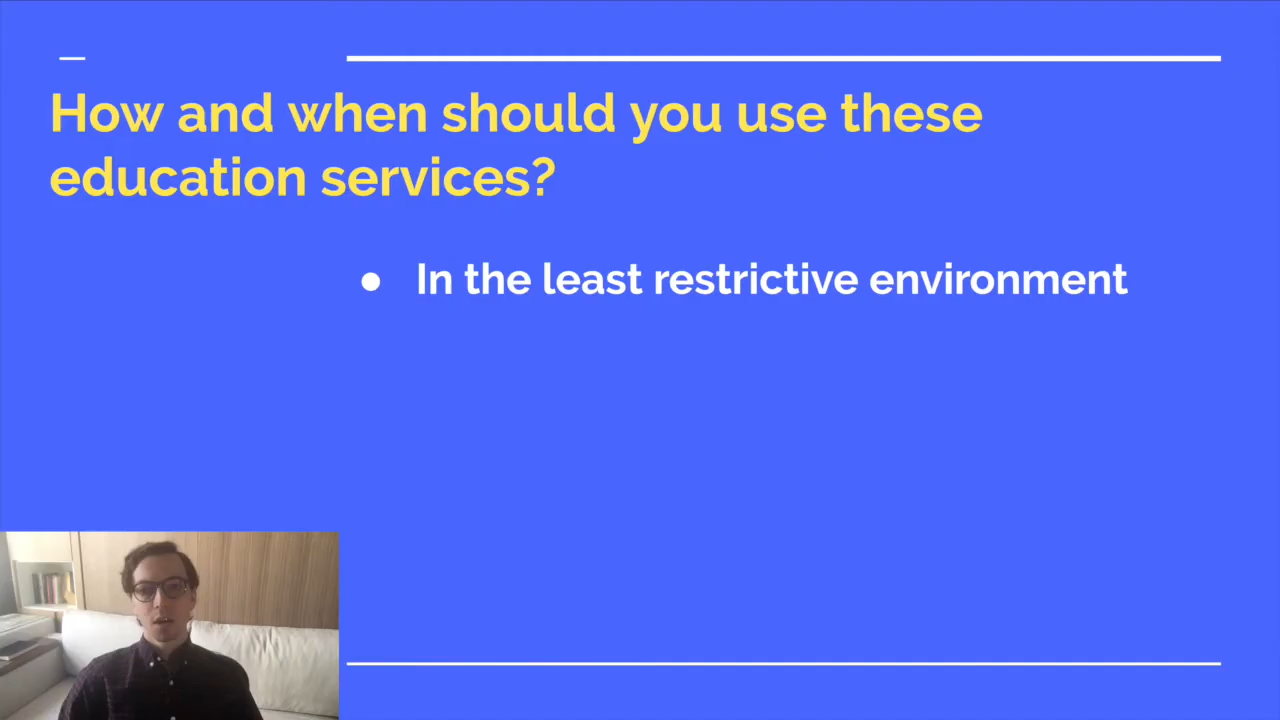 How and when should you use these
education services?
● In the least restrictive environment